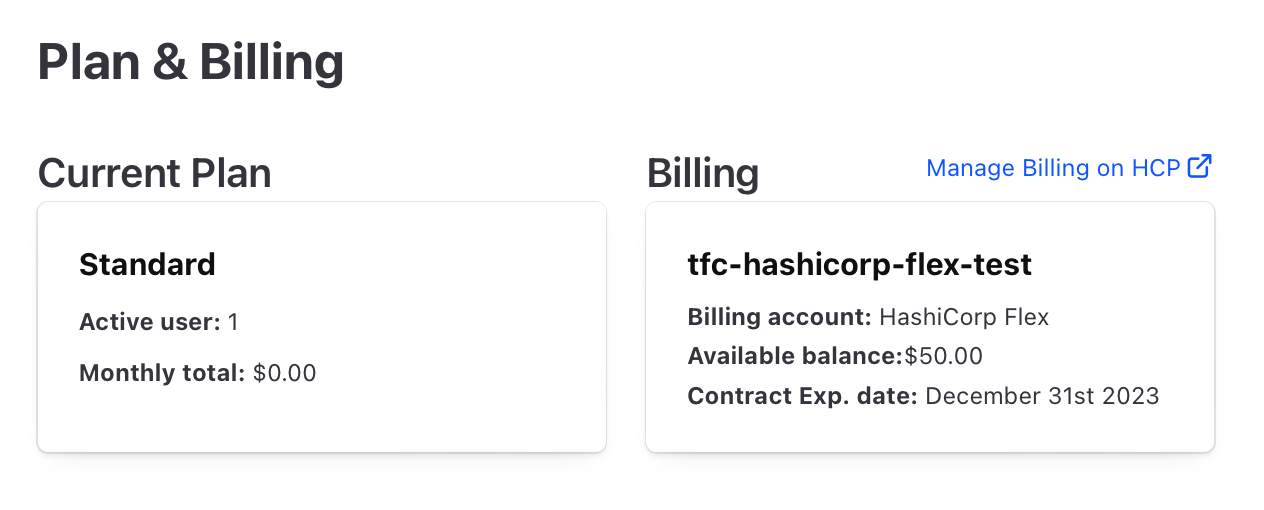 Plan & Billing
Current Plan
Standard
Active user: 1
Monthly total: $0.00
Billing
Manage Billing on HCP
tfc-hashicorp-flex-test
Billing account: HashiCorp Flex
Available balance:$50.00
Contract Exp. date: December 31st 2023